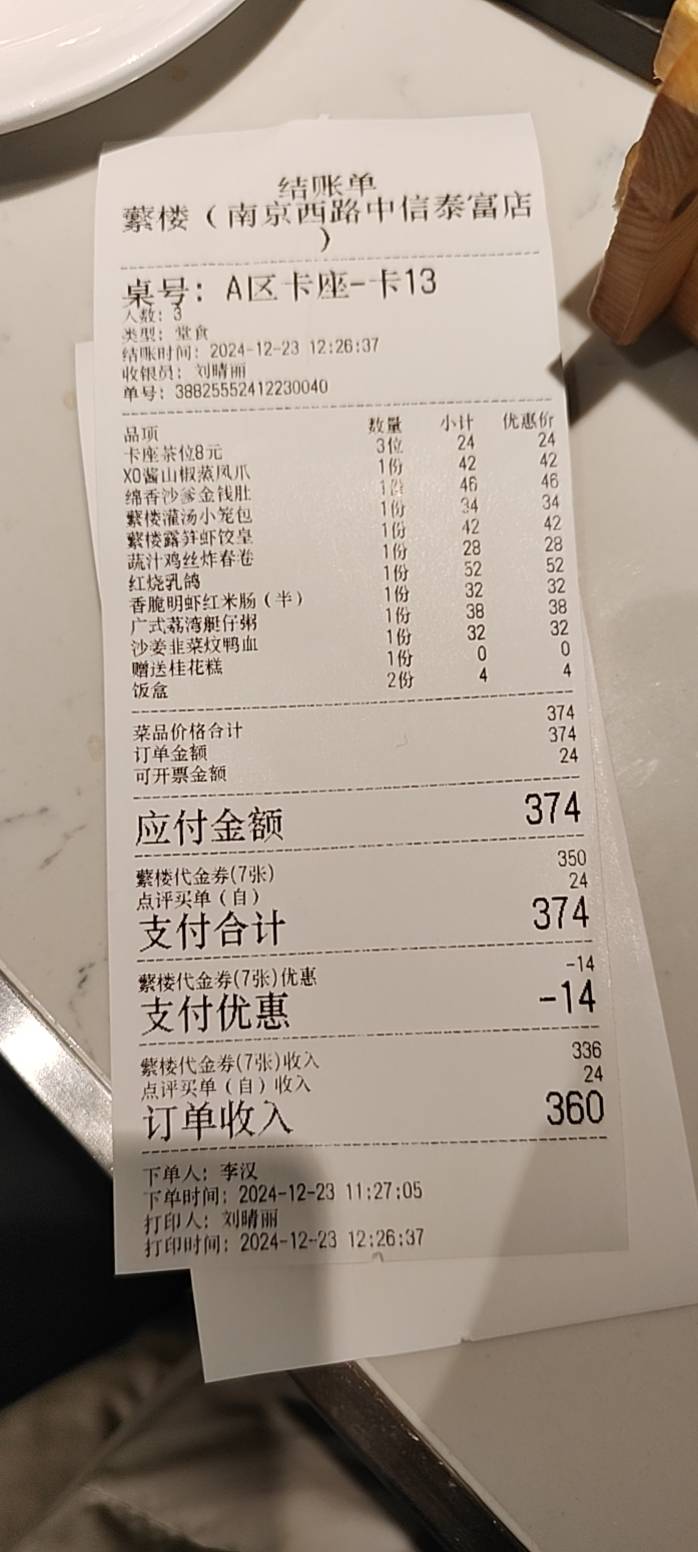 结账单
蘩楼（南京西路中信泰富店
）
桌号: A区卡座-卡13
人数: 3
类型: 堂食
结账时间: 2024-12-23 12:26:37
收银员: 刘晴丽
单号: 38825552412230040
品项 数量 小计 优惠价
卡座茶位8元 3位 24 24
XO酱山椒蒸凤爪 1份 42 42
绵香沙爹金钱肚 1份 46 46
蘩楼灌汤小笼包 1份 34 34
蘩楼露笋虾饺皇 1份 42 42
蔬汁鸡丝炸春卷 1份 28 28
红烧乳鸽 1份 52 52
香脆明虾红米肠（半） 1份 32 32
广式荔湾艇仔粥 1份 38 38
沙姜韭菜炆鸭血 1份 32 32
赠送桂花糕 1份 0 0
饭盒 2份 4 4
菜品价格合计 374
订单金额 374
可开票金额 24
应付金额 374
蘩楼代金券(7张) 350
点评买单（自） 24
支付合计 374
蘩楼代金券(7张)优惠 -14
支付优惠 -14
蘩楼代金券(7张)收入 336
点评买单（自）收入 24
订单收入 360
下单人: 李汉
下单时间: 2024-12-23 11:27:05
打印人: 刘晴丽
打印时间: 2024-12-23 12:26:37